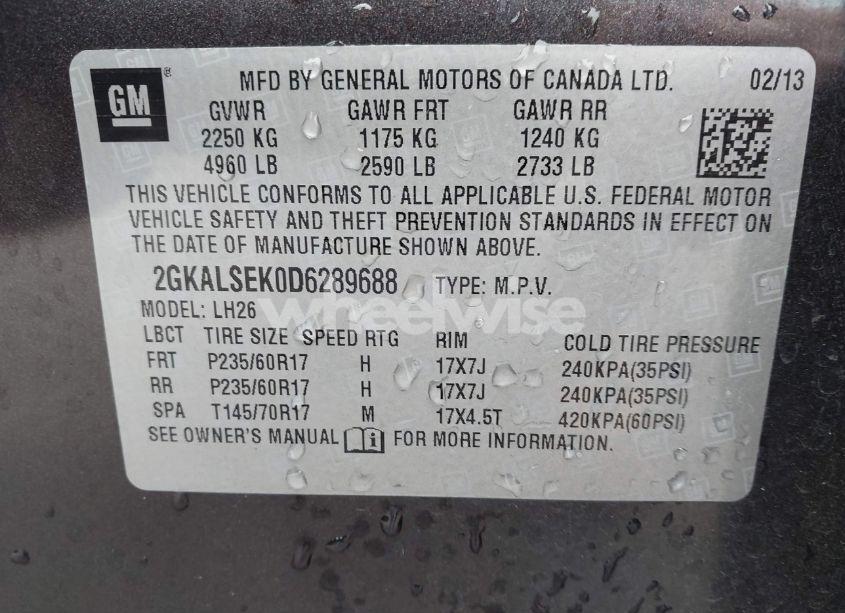 GM ® MFD BY GENERAL MOTORS OF CANADA LTD. 02/13
GVWR GAWR FRT GAWR RR
2250 KG 1175 KG 1240 KG
4960 LB 2590 LB 2733 LB
THIS VEHICLE CONFORMS TO ALL APPLICABLE U.S. FEDERAL MOTOR
VEHICLE SAFETY AND THEFT PREVENTION STANDARDS IN EFFECT ON
THE DATE OF MANUFACTURE SHOWN ABOVE.
2GKALSEK0D6289688 TYPE: M.P.V.
MODEL: LH26
wheelwise
LBCT TIRE SIZE SPEED RTG RIM COLD TIRE PRESSURE
FRT P235/60R17 H 17X7J 240KPA(35PSI)
RR P235/60R17 H 17X7J 240KPA(35PSI)
SPA T145/70R17 M 17X4.5T 420KPA(60PSI)
SEE OWNER'S MANUAL i FOR MORE INFORMATION.